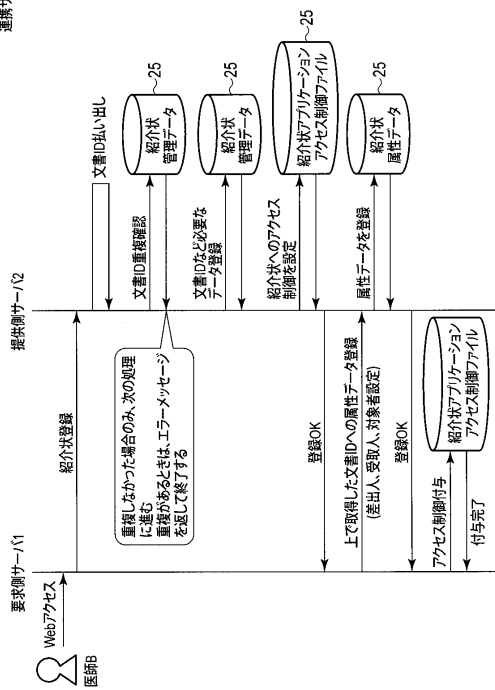 要求側サーバ1
提供側サーバ2
連携サ
医師B
Webアクセス
紹介状登録
文書ID払い出し
文書ID重複確認
紹介状
管理データ
25
重複しなかった場合のみ、次の処理
に進む
重複があるときは、エラーメッセージ
を返して終了する
文書IDなど必要な
データ登録
紹介状
管理データ
25
紹介状へのアクセス
制御を設定
紹介状アプリケーション
アクセス制御ファイル
25
登録OK
上で取得した文書IDへの属性データ登録
(差出人、受取人、対象者設定)
属性データを登録
紹介状
属性データ
25
登録OK
アクセス制御付与
紹介状アプリケーション
アクセス制御ファイル
付与完了